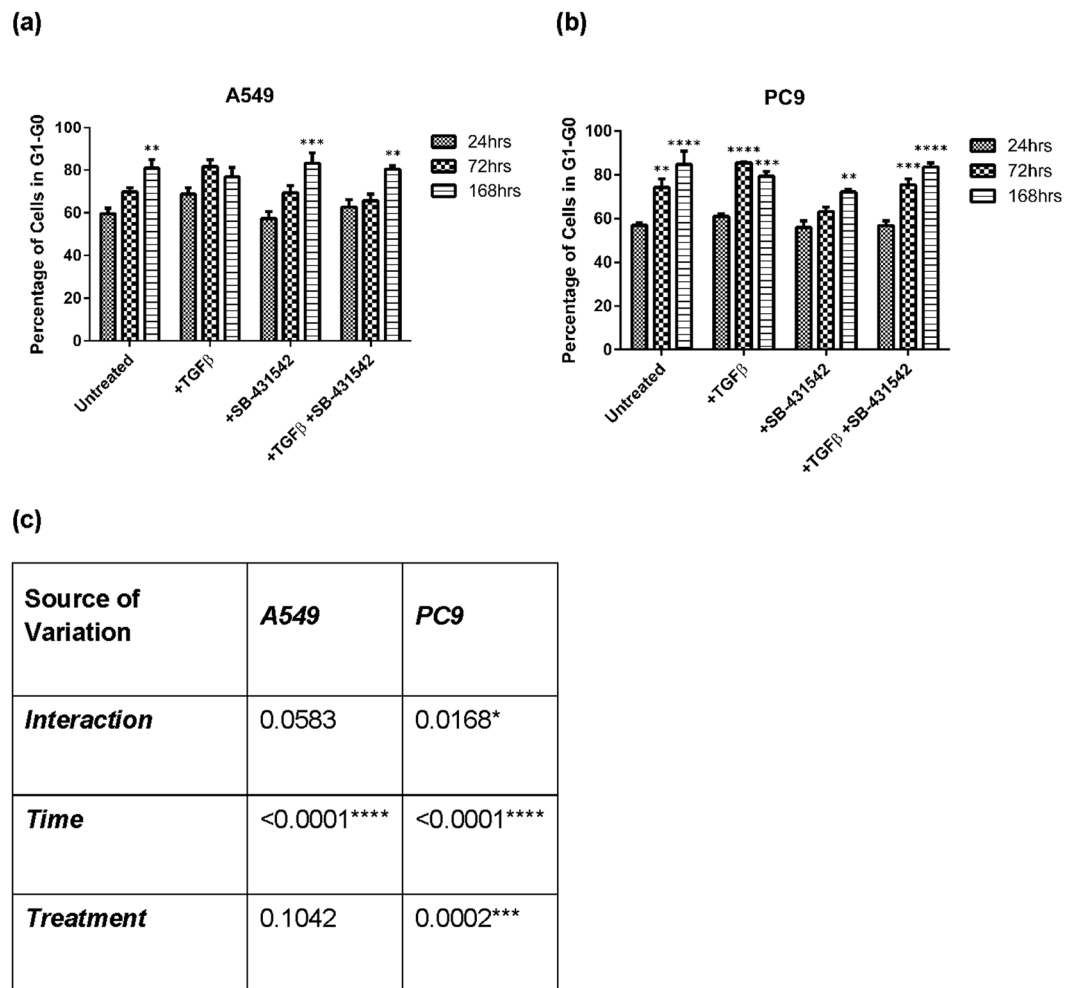 (a)
A549
Percentage of Cells in G1-G0
100
80
60
40
20
0
**
***
**
24hrs
72hrs
168hrs
Untreated
+TGFβ
+SB-431542
+TGFβ +SB-431542
(b)
PC9
Percentage of Cells in G1-G0
100
80
60
40
20
0
**
****
****
***
**
***
****
24hrs
72hrs
168hrs
Untreated
+TGFβ
+SB-431542
+TGFβ +SB-431542
(c)
Source of
Variation
A549
PC9
Interaction
0.0583
0.0168*
Time
<0.0001****
<0.0001****
Treatment
0.1042
0.0002***